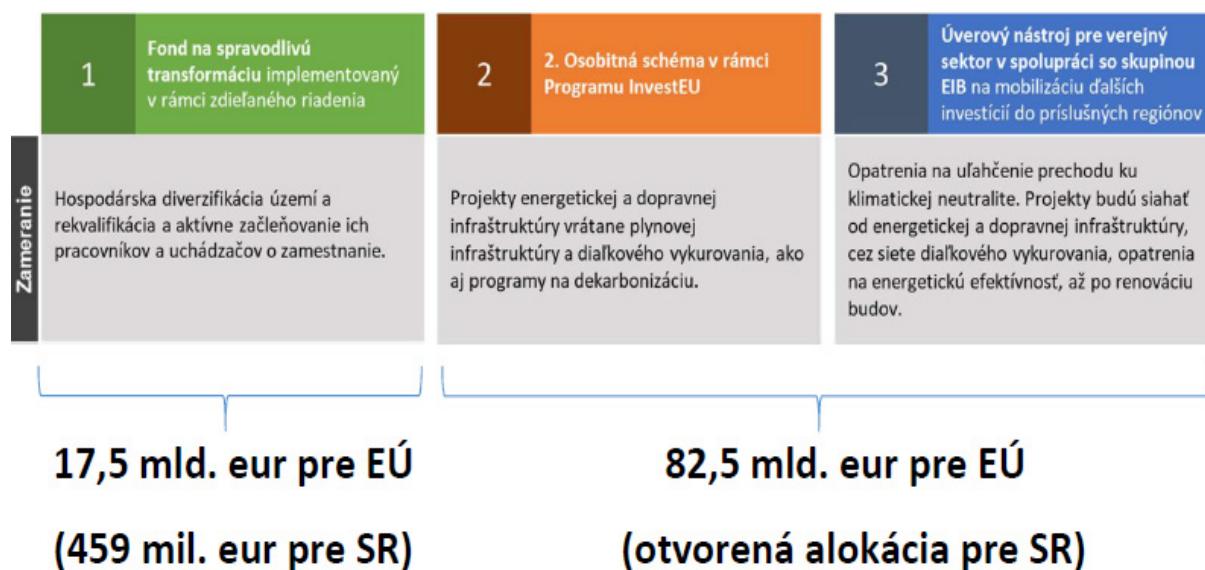 1
Fond na spravodlivú
transformáciu implementovaný
v rámci zdieľaného riadenia
2
2. Osobitná schéma v rámci
Programu InvestEU
3
Úverový nástroj pre verejný
sektor v spolupráci so skupinou
EIB na mobilizáciu ďalších
investícií do príslušných regiónov
Zameranie
Hospodárska diverzifikácia území a
rekvalifikácia a aktívne začleňovanie ich
pracovníkov a uchádzačov o zamestnanie.
Projekty energetickej a dopravnej
infraštruktúry vrátane plynovej
infraštruktúry a diaľkového vykurovania, ako
aj programy na dekarbonizáciu.
Opatrenia na uľahčenie prechodu ku
klimatickej neutralite. Projekty budú siahať
od energetickej a dopravnej infraštruktúry,
cez siete diaľkového vykurovania, opatrenia
na energetickú efektívnosť, až po renováciu
budov.
17,5 mld. eur pre EÚ
(459 mil. eur pre SR)
82,5 mld. eur pre EÚ
(otvorená alokácia pre SR)